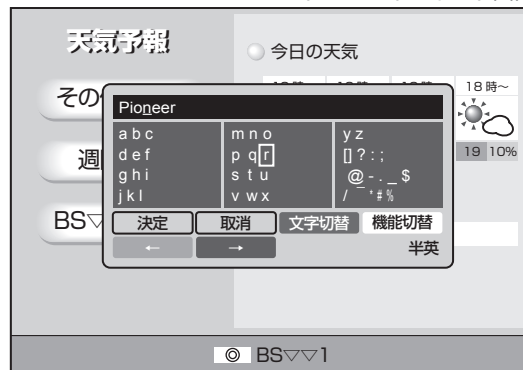 天気予報
今日の天気
18時～
その
19 10%
Pioneer
a b c
m n o
y z
d e f
p q r
[] ? : ;
g h i
s t u
@ - . _ $
j k l
v w x
/ ‾ * # %
週
BS▽
決定
取消
文字切替
機能切替
←
→
半英
◎ BS▽▽1